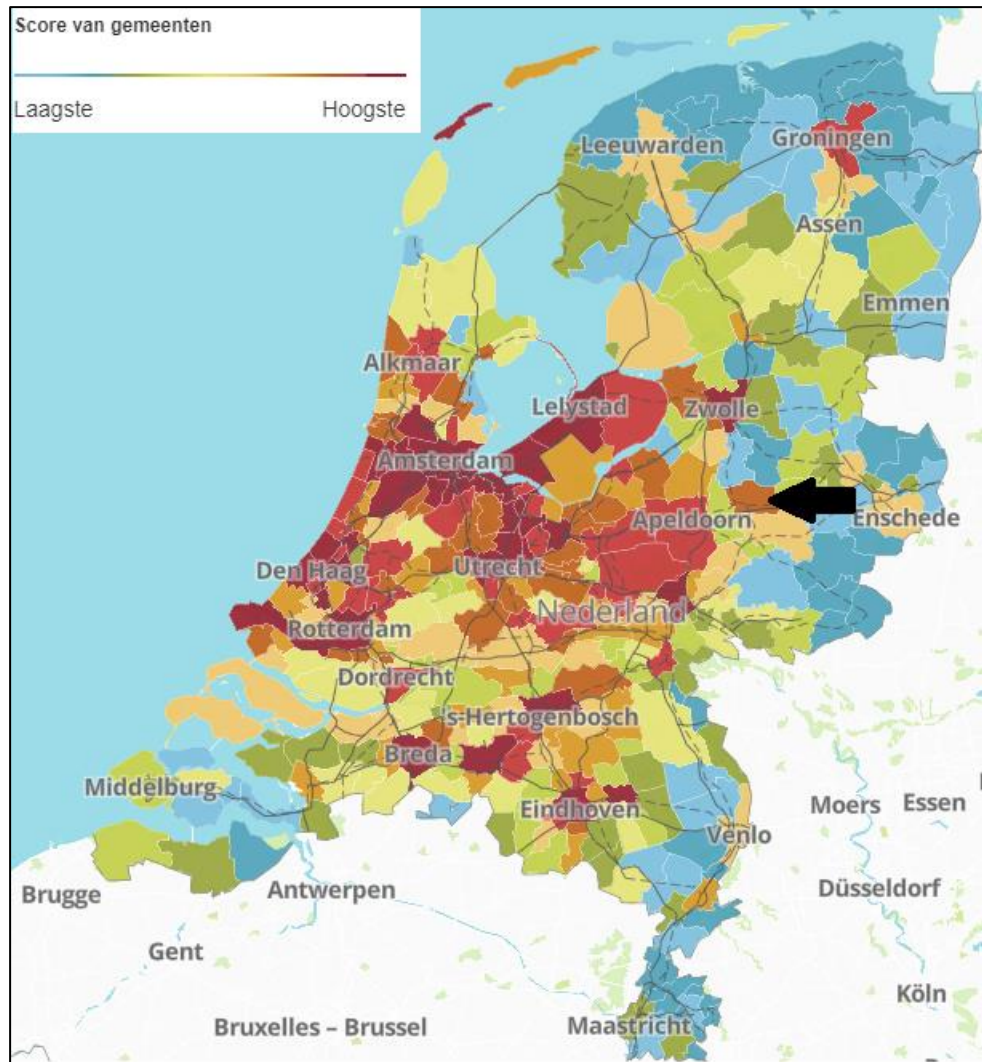 Score van gemeenten
Laagste Hoogste
Leeuwarden Groningen
Assen
Emmen
Alkmaar
Lelystad Zwolle
Amsterdam
Apeldoorn Enschede
Den Haag Utrecht
Nederland
Rotterdam
Dordrecht
's-Hertogenbosch
Breda
Middelburg
Eindhoven
Moers Essen
Venlo
Brugge Antwerpen Düsseldorf
Gent
Köln
Bruxelles – Brussel Maastricht